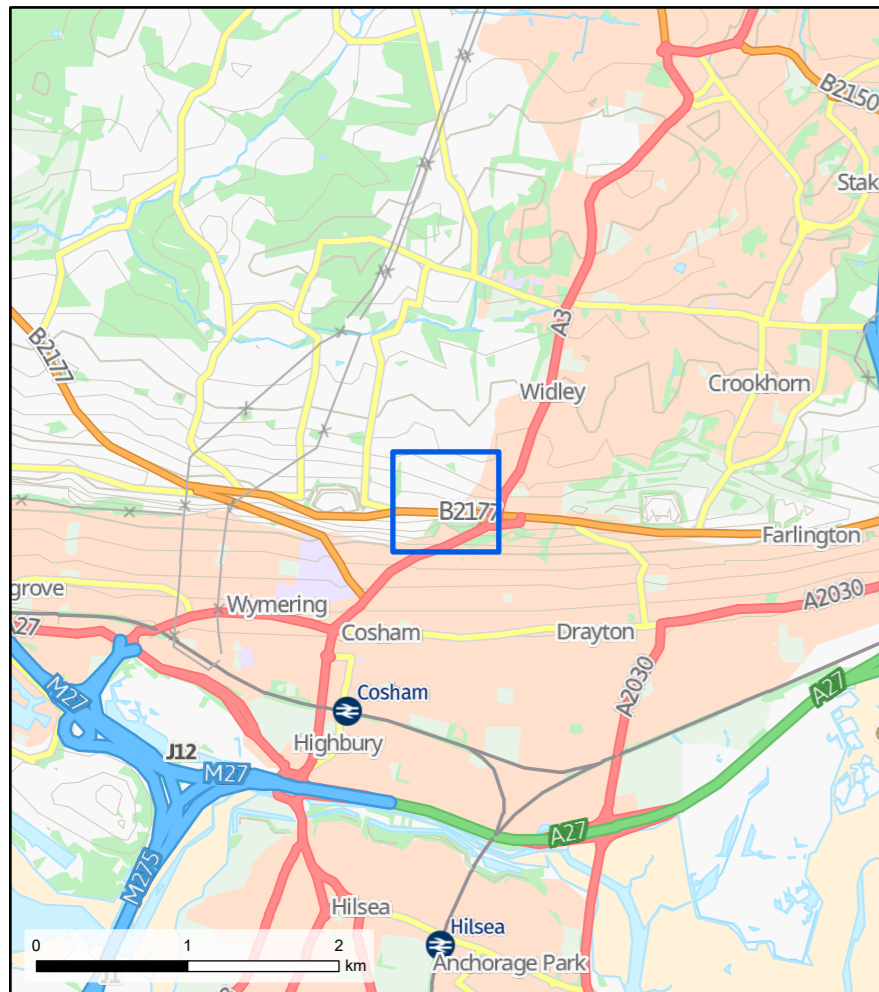 B2150
Stak
B2177
A3
Widley
Crookhorn
B2177
Farlington
grove
Wymering
A2030
A27
Cosham
Drayton
Cosham
A2030
M27
A27
Highbury
J12
M27
A27
M275
Hilsea
Hilsea
Anchorage Park
0 1 2
km